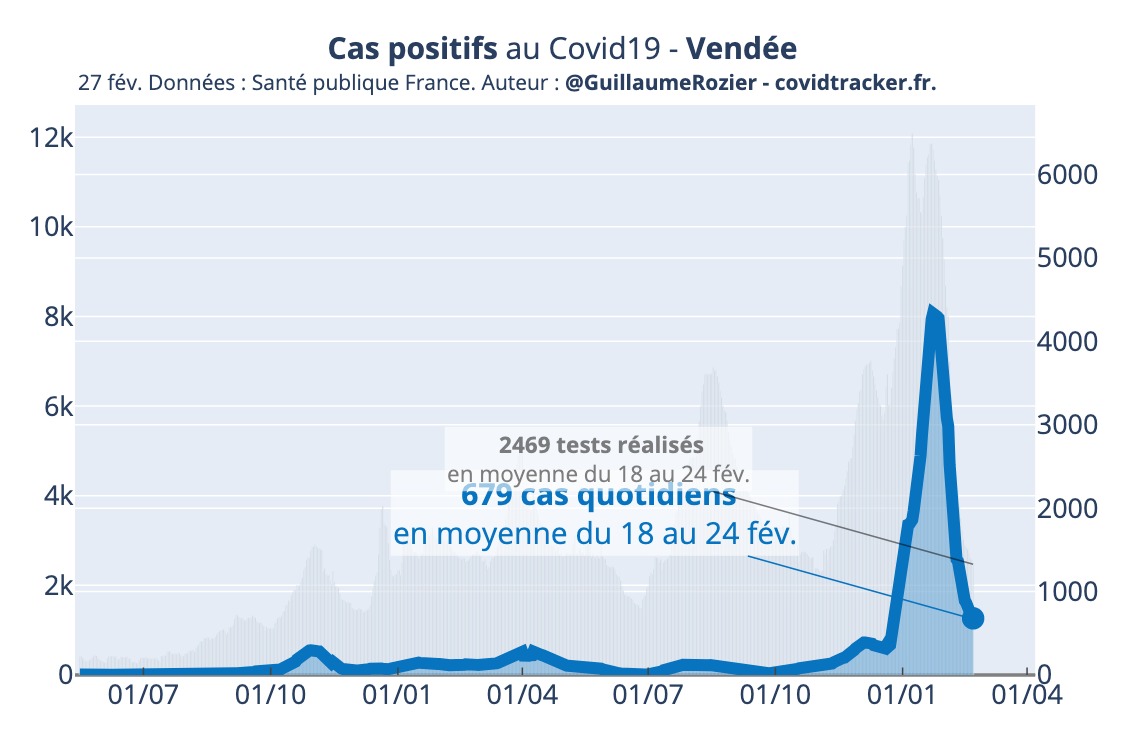 Cas positifs au Covid19 - Vendée
27 fév. Données : Santé publique France. Auteur : @GuillaumeRozier - covidtracker.fr.
12k
10k
8k
6k
4k
2k
0
6000
5000
4000
3000
2000
1000
0
2469 tests réalisés
en moyenne du 18 au 24 fév.
679 cas quotidiens
en moyenne du 18 au 24 fév.
01/07 01/10 01/01 01/04 01/07 01/10 01/01 01/04